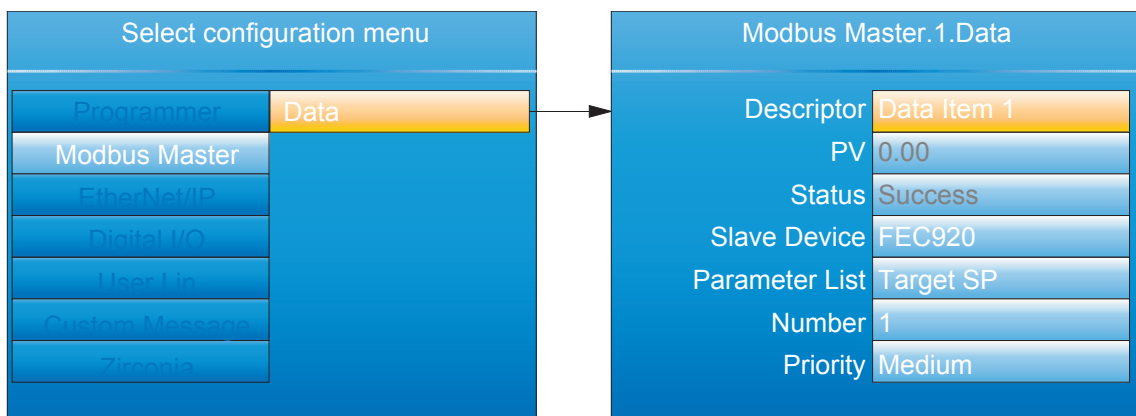 Select configuration menu
Programmer Data
Modbus Master
EtherNet/IP
Digital I/O
User Lin
Custom Message
Zirconia
Modbus Master.1.Data
Descriptor Data Item 1
PV 0.00
Status Success
Slave Device FEC920
Parameter List Target SP
Number 1
Priority Medium